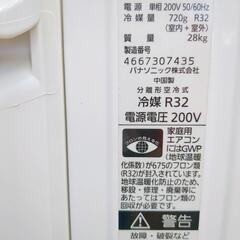 電源 単相 200V 50/60Hz
冷媒量 720g R32
(室内+室外)
質量 28kg
製造番号
4667307435
パナソニック株式会社
中国製
分離形空冷式
冷媒 R32
電源電圧 200V
家庭用
エアコン
にはGWP
(地球温暖
化係数)が675のフロン類
(R32)が封入されています。
地球温暖化防止のため、
移設・修理・廃棄等に
あたってはフロン類の
回収が必要です。
警告
故障・破裂など